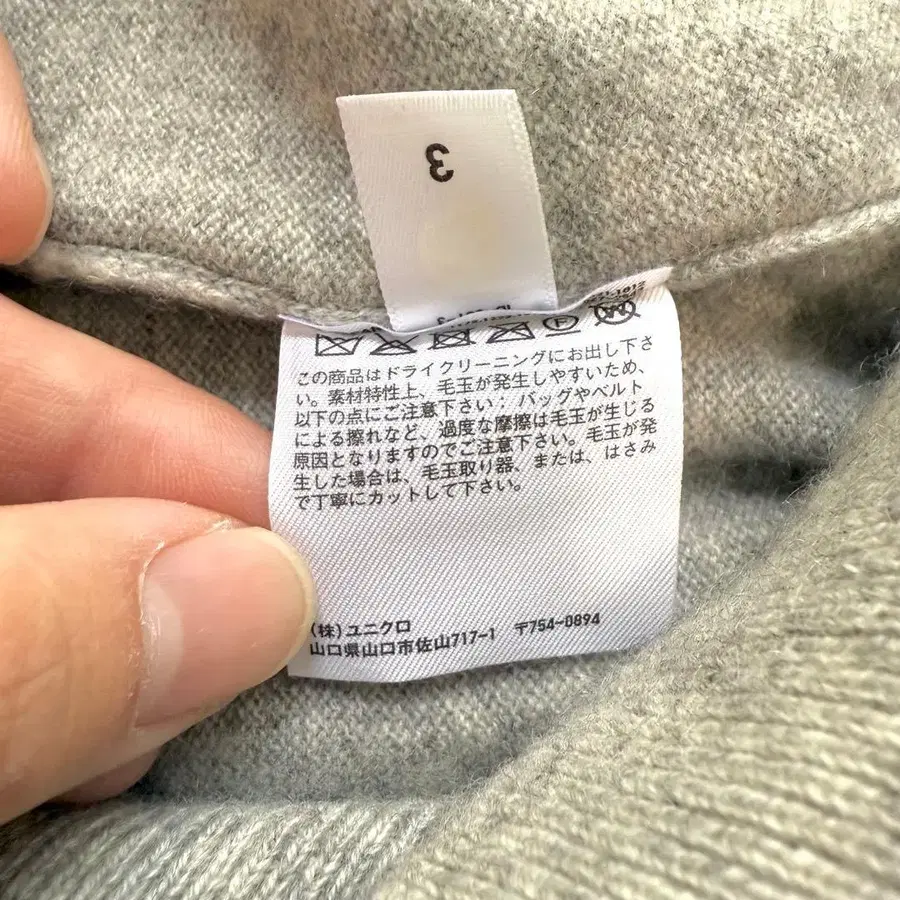 3
この商品はドライクリーニングにお出し下さ
い。素材特性上、毛玉が発生しやすいため、
以下の点にご注意下さい: バッグやベルト
による擦れなど、過度な摩擦は毛玉が生じる
原因となりますのでご注意下さい。毛玉が発
生した場合は、毛玉取り器、または、はさみ
で丁寧にカットして下さい。
(株)ユニクロ
山口県山口市佐山717-1 〒754-0894